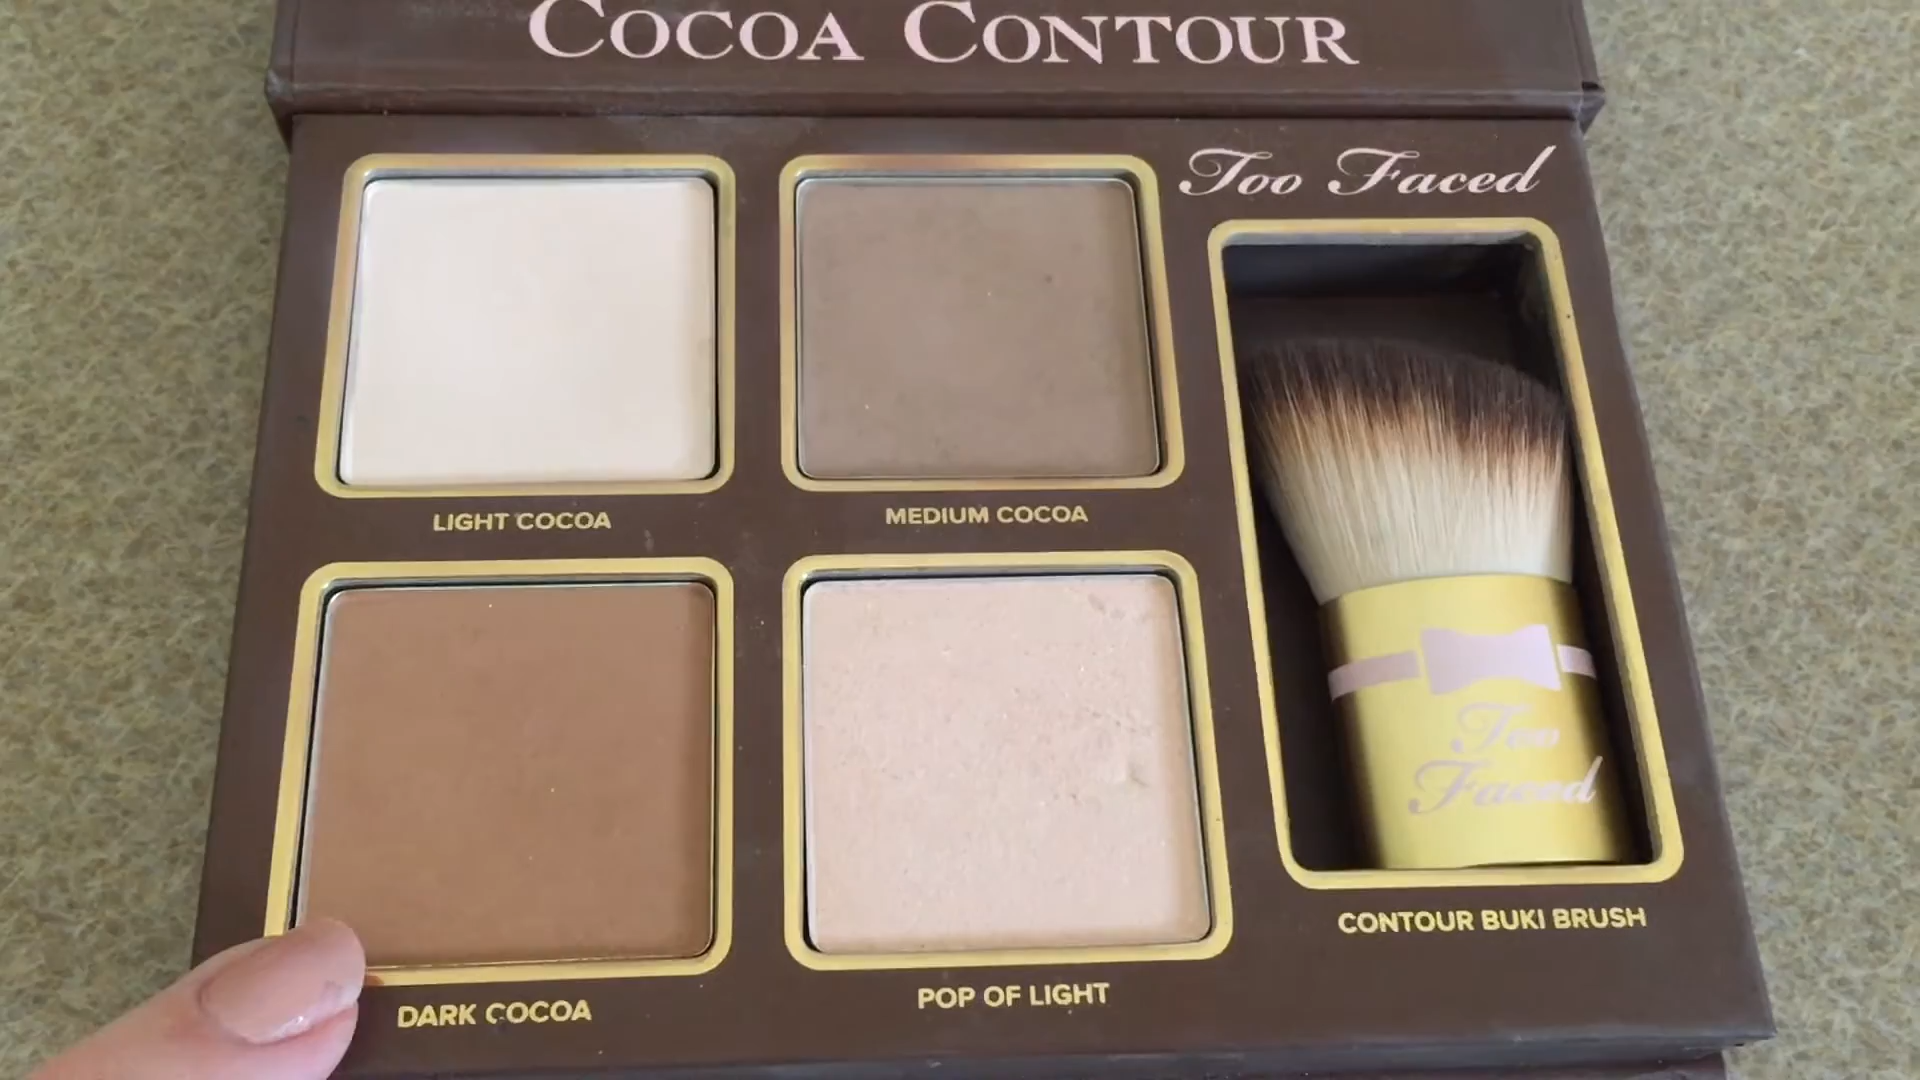 COCOA CONTOUR
Too Faced
LIGHT COCOA
MEDIUM COCOA
Too
Faced
DARK COCOA
POP OF LIGHT
CONTOUR BUKI BRUSH